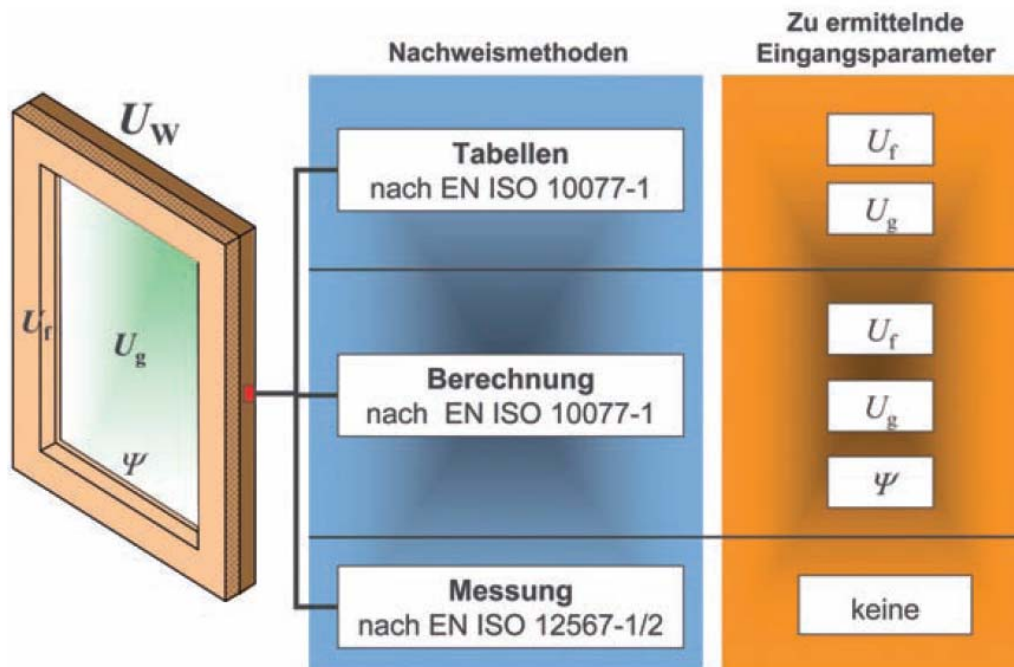 Nachweismethoden
Zu ermittelnde
Eingangsparameter
U_W
U_f
U_g
Ψ
Tabellen
nach EN ISO 10077-1
U_f
U_g
Berechnung
nach EN ISO 10077-1
U_f
U_g
Ψ
Messung
nach EN ISO 12567-1/2
keine